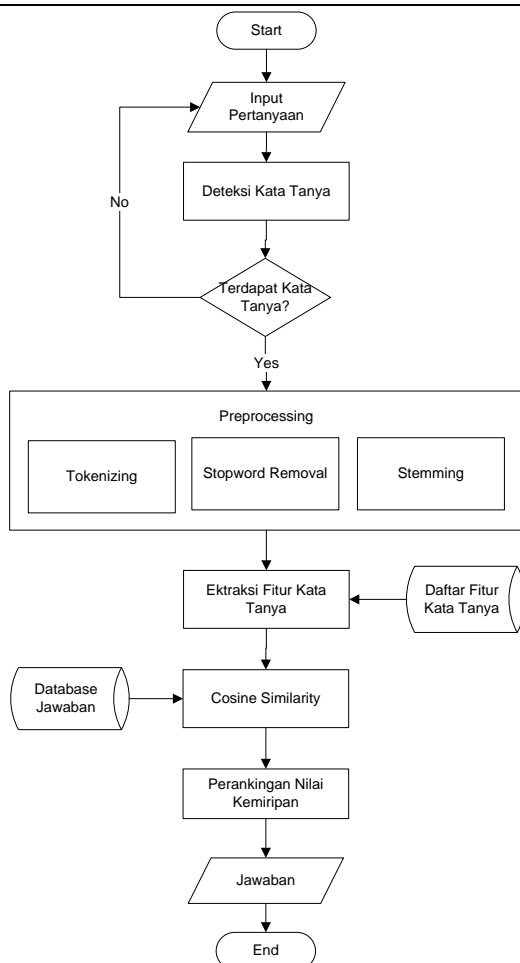 Start
Input
Pertanyaan
Deteksi Kata Tanya
No
Terdapat Kata
Tanya?
Yes
Preprocessing
Tokenizing
Stopword Removal
Stemming
Ektraksi Fitur Kata
Tanya
Daftar Fitur
Kata Tanya
Database
Jawaban
Cosine Similarity
Perankingan Nilai
Kemiripan
Jawaban
End